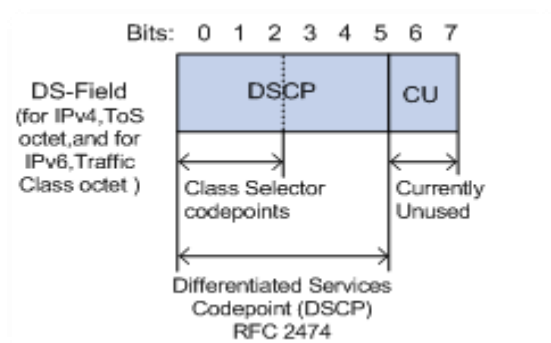 Bits: 0 1 2 3 4 5 6 7
DS-Field
(for IPv4,ToS
octet,and for
IPv6,Traffic
Class octet )
DSCP
CU
Class Selector
codepoints
Currently
Unused
Differentiated Services
Codepoint (DSCP)
RFC 2474